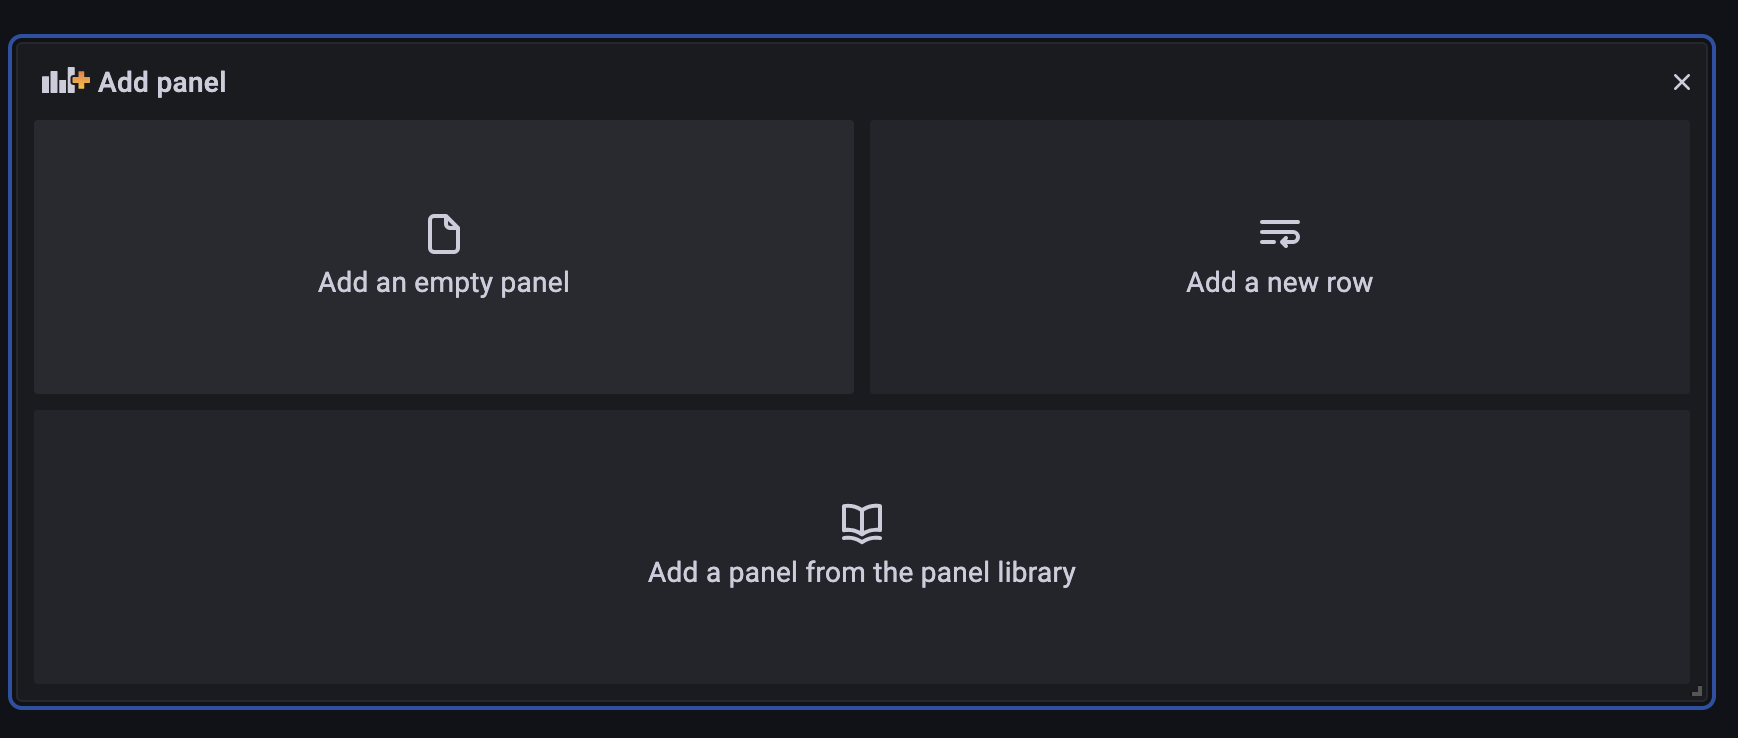 Add panel
Add an empty panel
Add a new row
Add a panel from the panel library